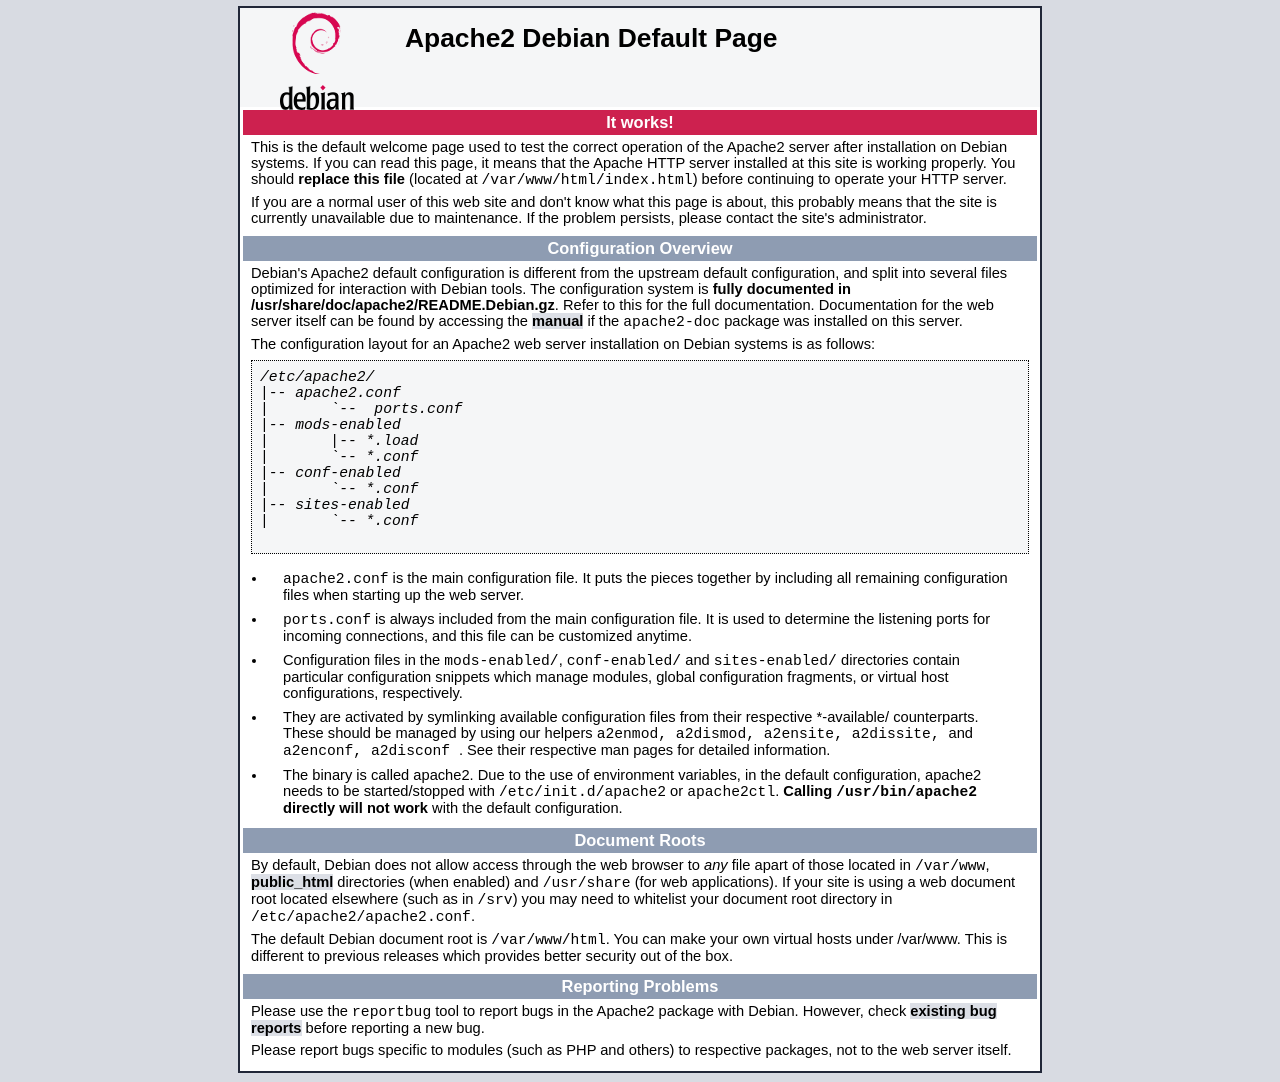 debian
Apache2 Debian Default Page
It works!
This is the default welcome page used to test the correct operation of the Apache2 server after installation on Debian
systems. If you can read this page, it means that the Apache HTTP server installed at this site is working properly. You
should replace this file (located at /var/www/html/index.html) before continuing to operate your HTTP server.
If you are a normal user of this web site and don't know what this page is about, this probably means that the site is
currently unavailable due to maintenance. If the problem persists, please contact the site's administrator.
Configuration Overview
Debian's Apache2 default configuration is different from the upstream default configuration, and split into several files
optimized for interaction with Debian tools. The configuration system is fully documented in
/usr/share/doc/apache2/README.Debian.gz. Refer to this for the full documentation. Documentation for the web
server itself can be found by accessing the manual if the apache2-doc package was installed on this server.
The configuration layout for an Apache2 web server installation on Debian systems is as follows:
/etc/apache2/
|-- apache2.conf
|       `--  ports.conf
|-- mods-enabled
|       |-- *.load
|       `-- *.conf
|-- conf-enabled
|       `-- *.conf
|-- sites-enabled
|       `-- *.conf
• apache2.conf is the main configuration file. It puts the pieces together by including all remaining configuration
files when starting up the web server.
• ports.conf is always included from the main configuration file. It is used to determine the listening ports for
incoming connections, and this file can be customized anytime.
• Configuration files in the mods-enabled/, conf-enabled/ and sites-enabled/ directories contain
particular configuration snippets which manage modules, global configuration fragments, or virtual host
configurations, respectively.
• They are activated by symlinking available configuration files from their respective *-available/ counterparts.
These should be managed by using our helpers a2enmod, a2dismod, a2ensite, a2dissite, and
a2enconf, a2disconf . See their respective man pages for detailed information.
• The binary is called apache2. Due to the use of environment variables, in the default configuration, apache2
needs to be started/stopped with /etc/init.d/apache2 or apache2ctl. Calling /usr/bin/apache2
directly will not work with the default configuration.
Document Roots
By default, Debian does not allow access through the web browser to any file apart of those located in /var/www,
public_html directories (when enabled) and /usr/share (for web applications). If your site is using a web document
root located elsewhere (such as in /srv) you may need to whitelist your document root directory in
/etc/apache2/apache2.conf.
The default Debian document root is /var/www/html. You can make your own virtual hosts under /var/www. This is
different to previous releases which provides better security out of the box.
Reporting Problems
Please use the reportbug tool to report bugs in the Apache2 package with Debian. However, check existing bug
reports before reporting a new bug.
Please report bugs specific to modules (such as PHP and others) to respective packages, not to the web server itself.